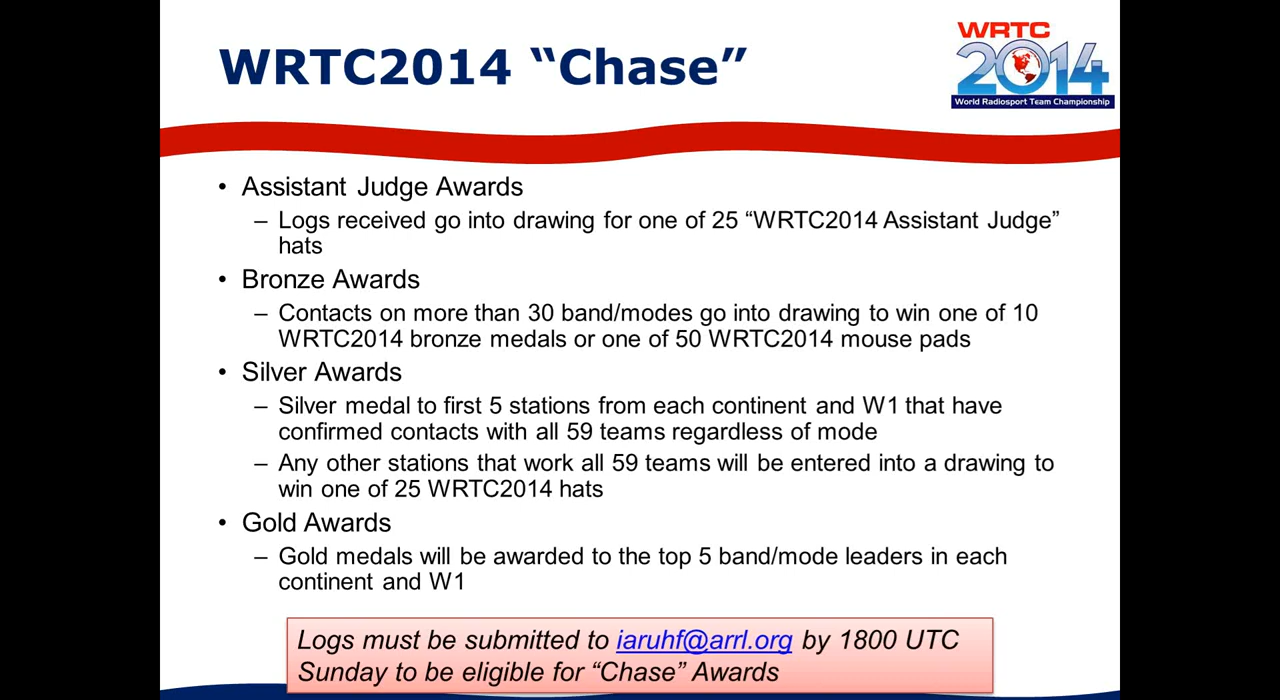 WRTC2014 “Chase”
WRTC
2014
World Radiosport Team Championship
• Assistant Judge Awards
– Logs received go into drawing for one of 25 “WRTC2014 Assistant Judge”
hats
• Bronze Awards
– Contacts on more than 30 band/modes go into drawing to win one of 10
WRTC2014 bronze medals or one of 50 WRTC2014 mouse pads
• Silver Awards
– Silver medal to first 5 stations from each continent and W1 that have
confirmed contacts with all 59 teams regardless of mode
– Any other stations that work all 59 teams will be entered into a drawing to
win one of 25 WRTC2014 hats
• Gold Awards
– Gold medals will be awarded to the top 5 band/mode leaders in each
continent and W1
Logs must be submitted to iaruhf@arrl.org by 1800 UTC
Sunday to be eligible for “Chase” Awards